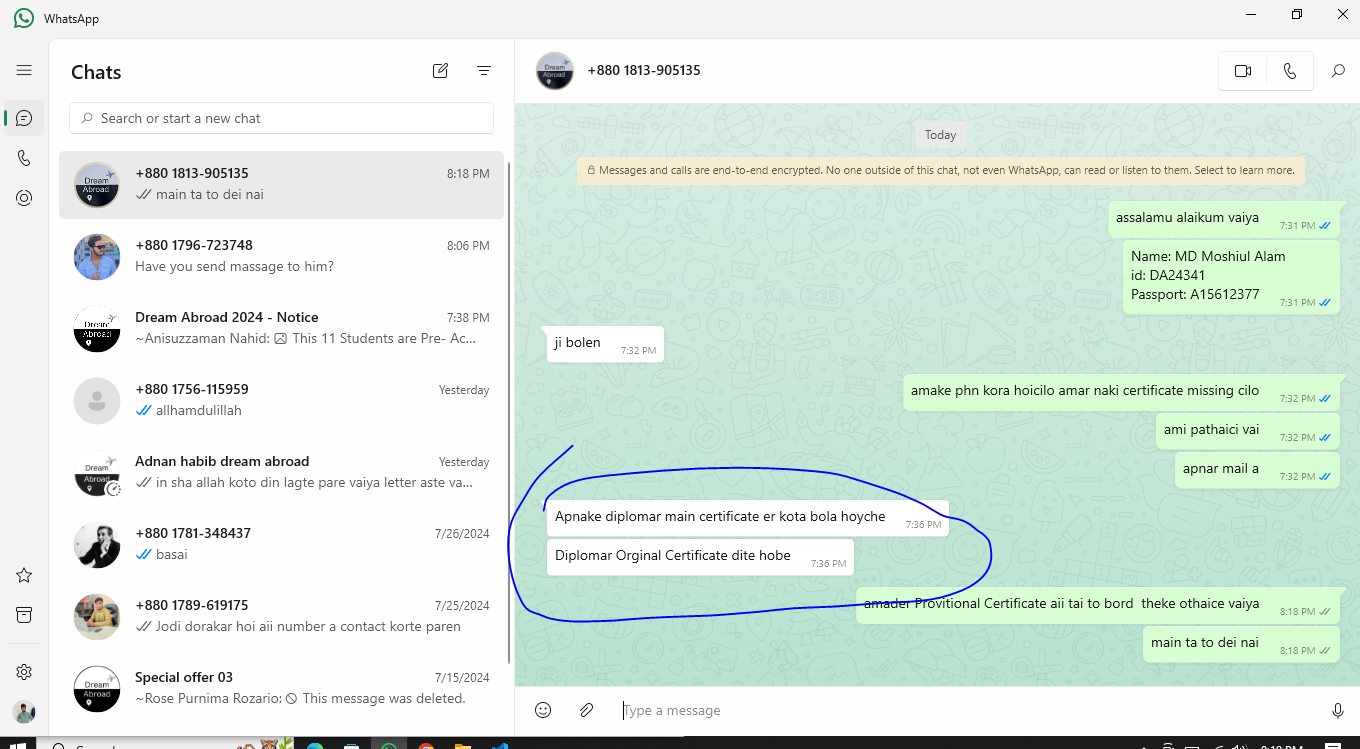 WhatsApp
Chats
Search or start a new chat
+880 1813-905135
8:18 PM
main ta to dei nai
+880 1796-723748
8:06 PM
Have you send massage to him?
Dream Abroad 2024 - Notice
7:38 PM
~Anisuzzaman Nahid: This 11 Students are Pre- Ac...
+880 1756-115959
Yesterday
allhamdulillah
Adnan habib dream abroad
Yesterday
in sha allah koto din lagte pare vaiya letter aste va...
+880 1781-348437
7/26/2024
basai
+880 1789-619175
7/25/2024
Jodi dorakar hoi aii number a contact korte paren
Special offer 03
7/15/2024
~Rose Purnima Rozario: This message was deleted.
Dream
Abroad
+880 1813-905135
Today
Messages and calls are end-to-end encrypted. No one outside of this chat, not even WhatsApp, can read or listen to them. Select to learn more.
assalamu alaikum vaiya
7:31 PM
Name: MD Moshiul Alam
id: DA24341
Passport: A15612377
7:31 PM
ji bolen
7:32 PM
amake phn kora hoicilo amar naki certificate missing cilo
7:32 PM
ami pathaici vai
7:32 PM
apnar mail a
7:32 PM
Apnake diplomar main certificate er kota bola hoyche
7:36 PM
Diplomar Orginal Certificate dite hobe
7:36 PM
amader Provitional Certificate aii tai to bord theke othaice vaiya
8:18 PM
main ta to dei nai
8:18 PM
Type a message